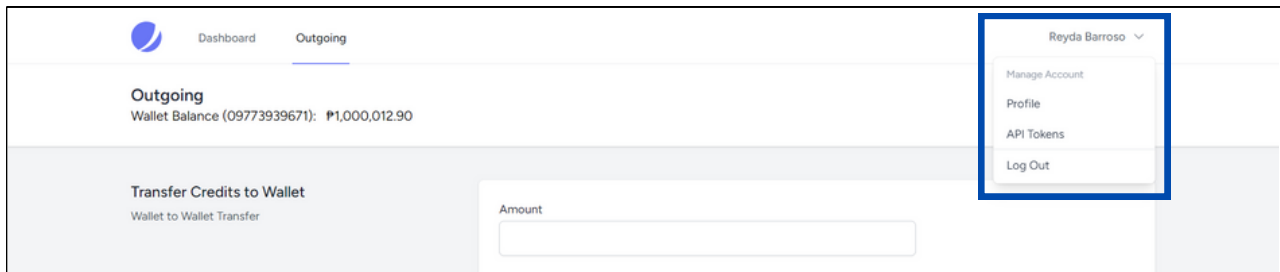 Dashboard Outgoing Reyda Barroso
Manage Account
Profile
API Tokens
Log Out
Outgoing
Wallet Balance (09773939671): ₱1,000,012.90
Transfer Credits to Wallet
Wallet to Wallet Transfer
Amount